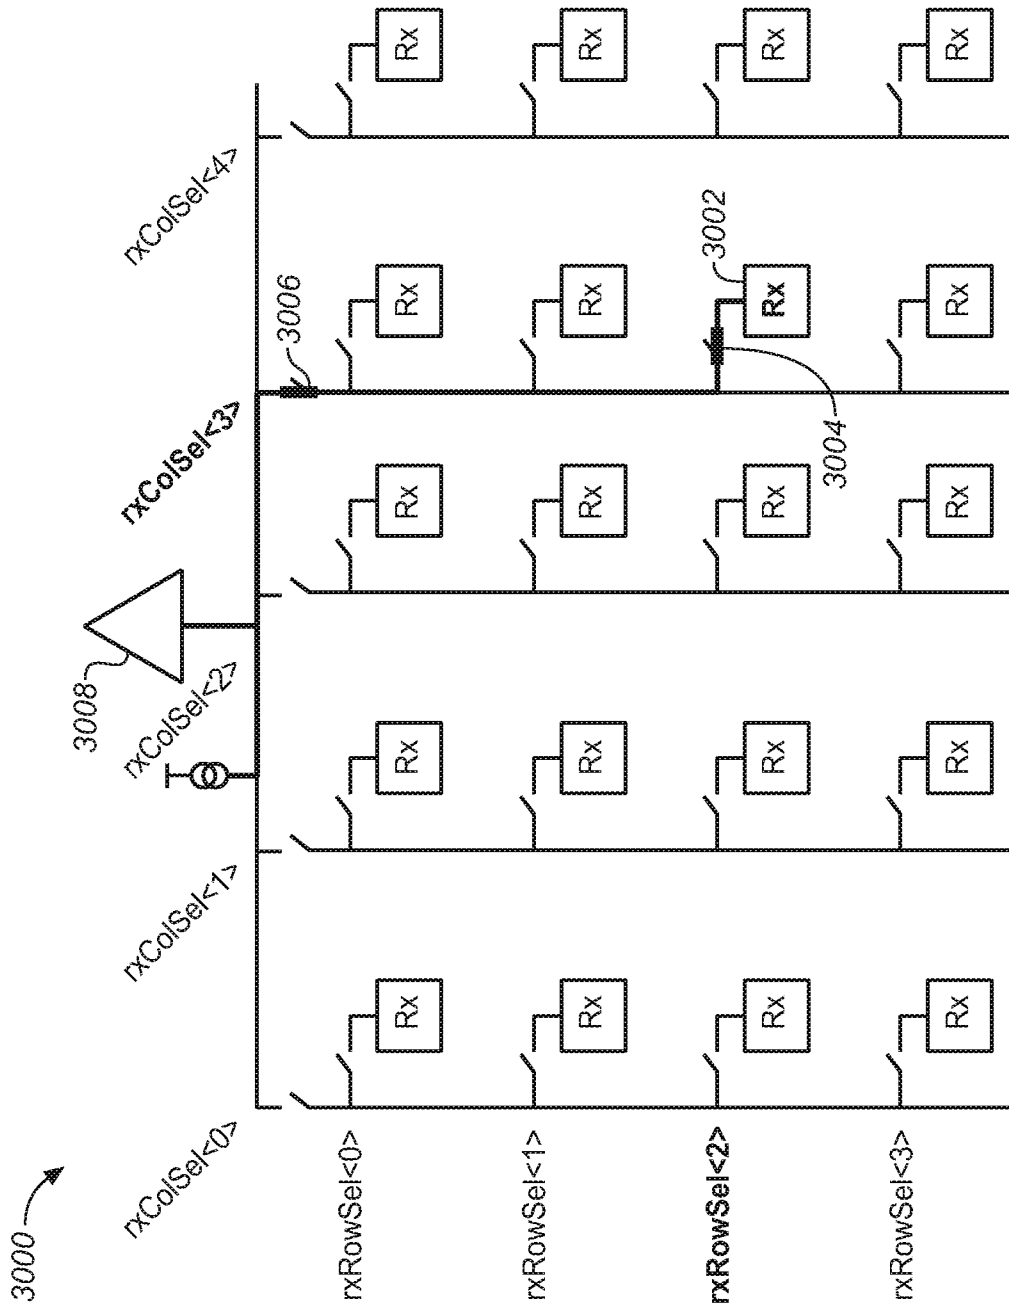 3000
3008
rxColSel<0> rxColSel<1> rxColSel<2> rxColSel<3> rxColSel<4>
3006
rxRowSel<0>
Rx Rx Rx Rx Rx
rxRowSel<1>
Rx Rx Rx Rx Rx
rxRowSel<2>
3002
Rx Rx Rx Rx Rx
3004
rxRowSel<3>
Rx Rx Rx Rx Rx